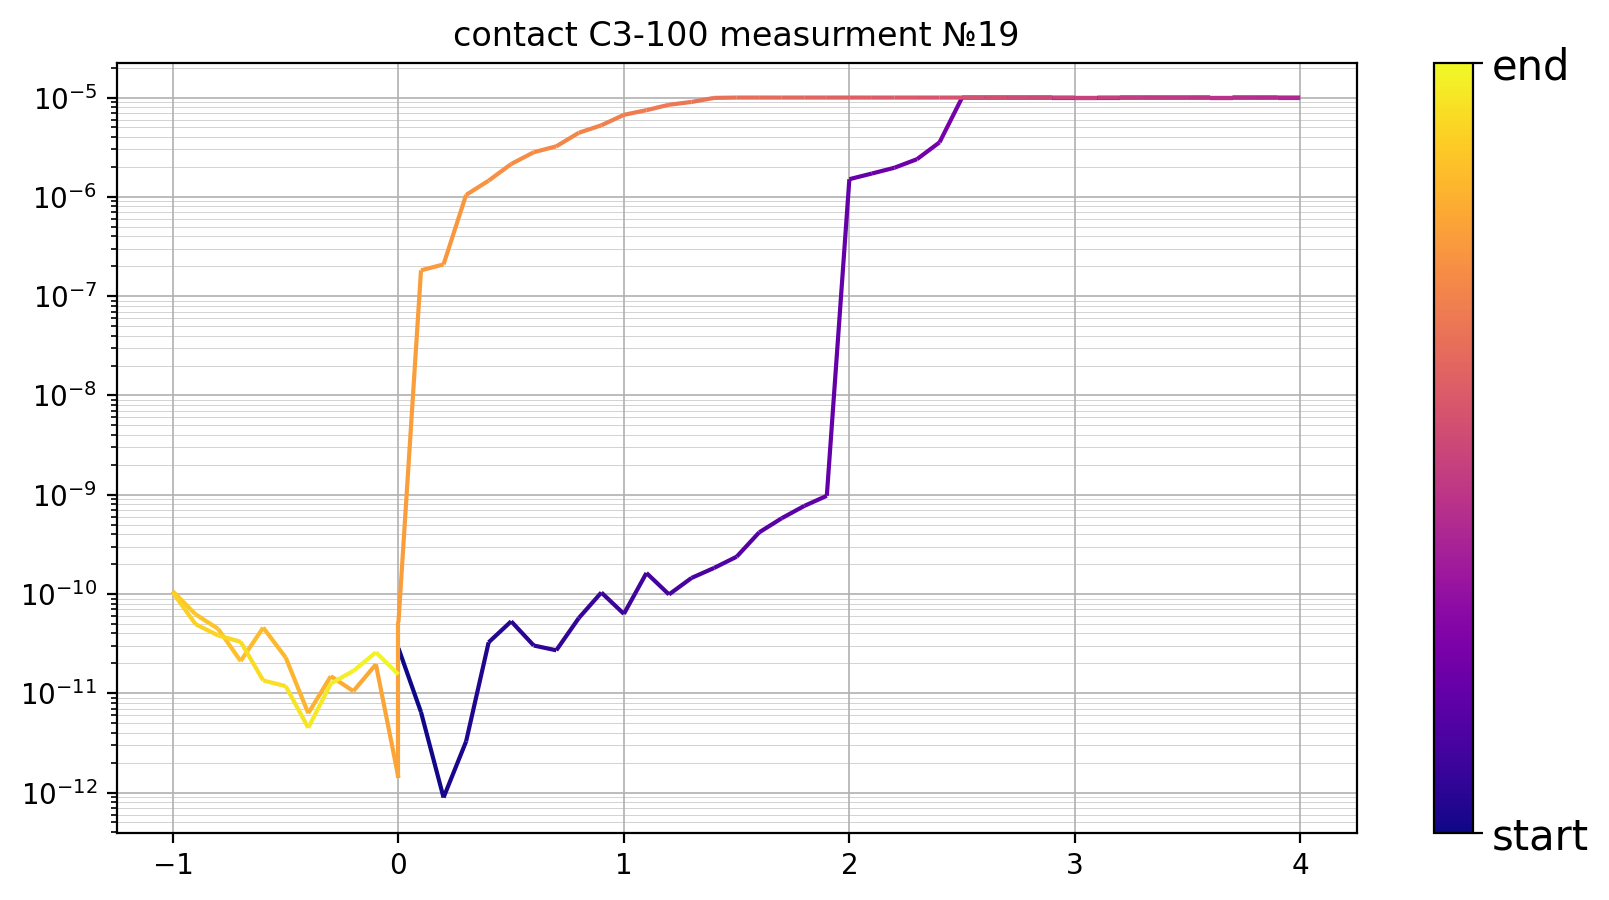 contact C3-100 measurment №19
10⁻⁵
10⁻⁶
10⁻⁷
10⁻⁸
10⁻⁹
10⁻¹⁰
10⁻¹¹
10⁻¹²
−1 0 1 2 3 4
end
start